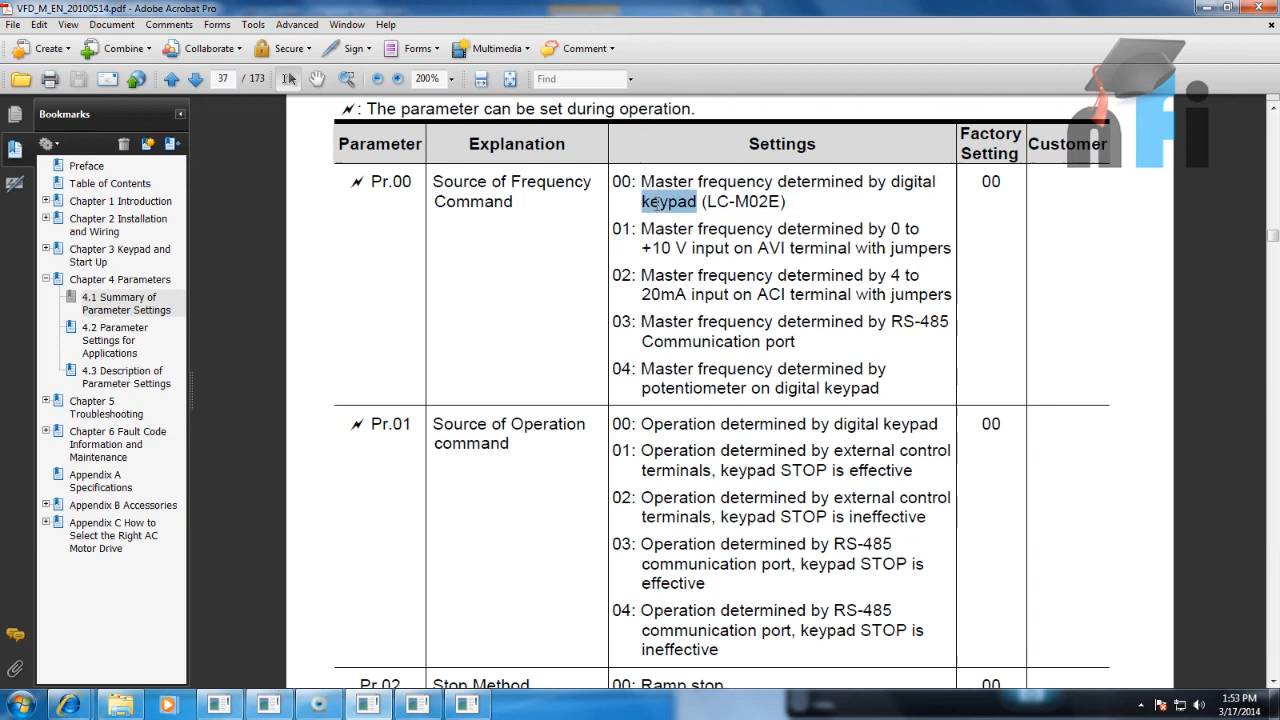 VFD_M_EN_20100514.pdf - Adobe Acrobat Pro
File Edit View Document Comments Forms Tools Advanced Window Help
Create Combine Collaborate Secure Sign Forms Multimedia Comment
37 / 173 200% Find
Bookmarks
Preface
Table of Contents
Chapter 1 Introduction
Chapter 2 Installation
and Wiring
Chapter 3 Keypad and
Start Up
Chapter 4 Parameters
4.1 Summary of
Parameter Settings
4.2 Parameter
Settings for
Applications
4.3 Description of
Parameter Settings
Chapter 5
Troubleshooting
Chapter 6 Fault Code
Information and
Maintenance
Appendix A
Specifications
Appendix B Accessories
Appendix C How to
Select the Right AC
Motor Drive
: The parameter can be set during operation.
Parameter Explanation Settings Factory Setting Customer
Pr.00 Source of Frequency Command
00: Master frequency determined by digital
keypad (LC-M02E)
00
01: Master frequency determined by 0 to
+10 V input on AVI terminal with jumpers
02: Master frequency determined by 4 to
20mA input on ACI terminal with jumpers
03: Master frequency determined by RS-485
Communication port
04: Master frequency determined by
potentiometer on digital keypad
Pr.01 Source of Operation command
00: Operation determined by digital keypad
00
01: Operation determined by external control
terminals, keypad STOP is effective
02: Operation determined by external control
terminals, keypad STOP is ineffective
03: Operation determined by RS-485
communication port, keypad STOP is
effective
04: Operation determined by RS-485
communication port, keypad STOP is
ineffective
Pr.02 Stop Method 00: Ramp stop 00
nfi
1:53 PM
3/17/2014